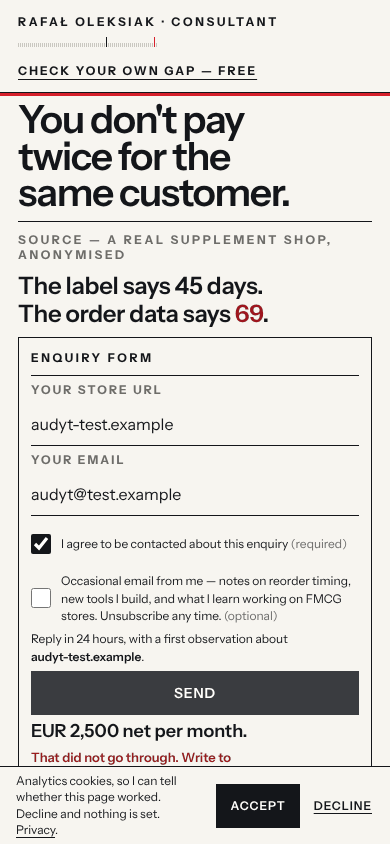 RAFAŁ OLEKSIAK · CONSULTANT
CHECK YOUR OWN GAP — FREE
You don't pay
twice for the
same customer.
SOURCE — A REAL SUPPLEMENT SHOP,
ANONYMISED
The label says 45 days.
The order data says 69.
ENQUIRY FORM
YOUR STORE URL
audyt-test.example
YOUR EMAIL
audyt@test.example
I agree to be contacted about this enquiry (required)
Occasional email from me — notes on reorder timing,
new tools I build, and what I learn working on FMCG
stores. Unsubscribe any time. (optional)
Reply in 24 hours, with a first observation about
audyt-test.example.
SEND
EUR 2,500 net per month.
That did not go through. Write to
Analytics cookies, so I can tell
whether this page worked.
Decline and nothing is set.
Privacy.
ACCEPT
DECLINE